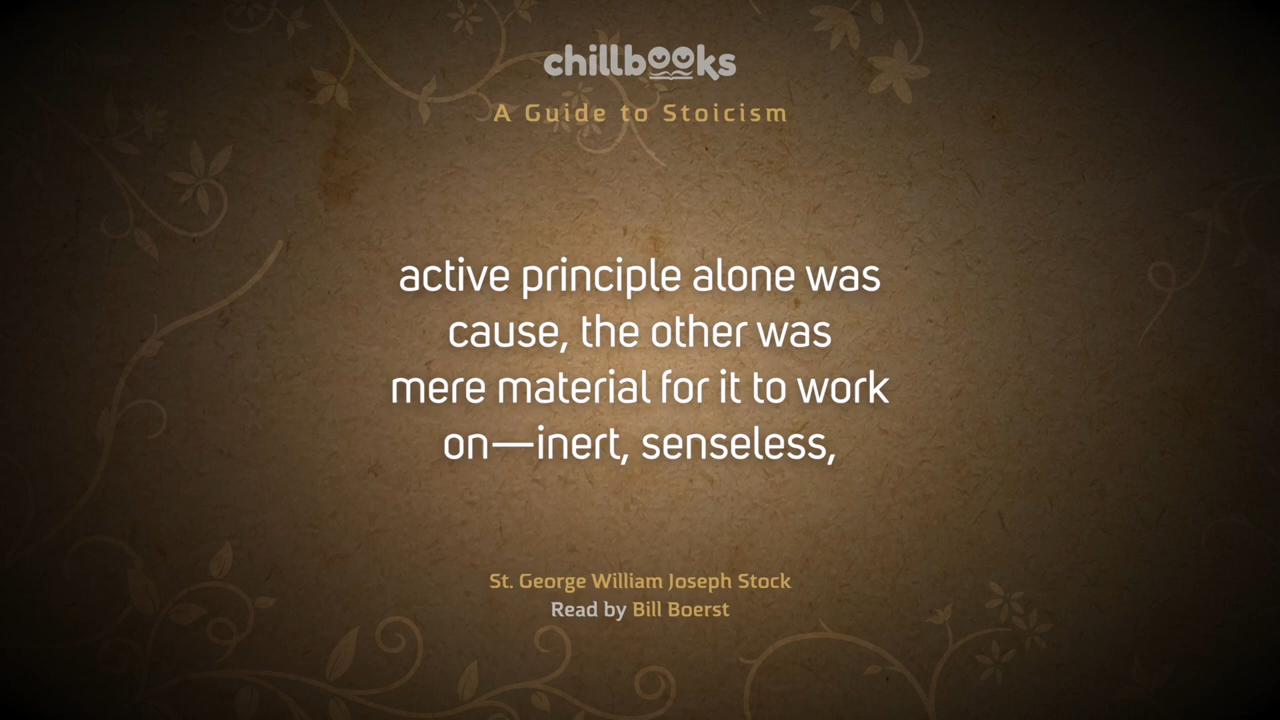 chillbooks
A Guide to Stoicism
active principle alone was
cause, the other was
mere material for it to work
on—inert, senseless,
St. George William Joseph Stock
Read by Bill Boerst